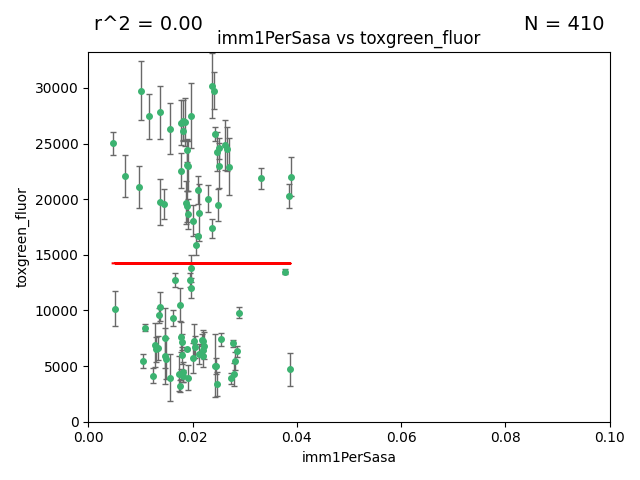 r^2 = 0.00
N = 410
imm1PerSasa vs toxgreen_fluor
30000
25000
20000
15000
10000
5000
0
toxgreen_fluor
0.00
0.02
0.04
0.06
0.08
0.10
imm1PerSasa